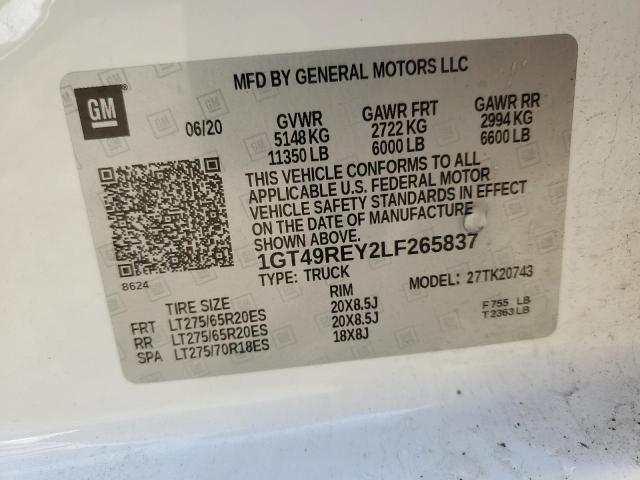 MFD BY GENERAL MOTORS LLC
GM
06/20
GVWR
5148 KG
11350 LB
GAWR FRT
2722 KG
6000 LB
GAWR RR
2994 KG
6600 LB
THIS VEHICLE CONFORMS TO ALL
APPLICABLE U.S. FEDERAL MOTOR
VEHICLE SAFETY STANDARDS IN EFFECT
ON THE DATE OF MANUFACTURE
SHOWN ABOVE.
1GT49REY2LF265837
8624
TYPE: TRUCK
MODEL: 27TK20743
TIRE SIZE RIM
FRT LT275/65R20ES 20X8.5J
RR LT275/65R20ES 20X8.5J
SPA LT275/70R18ES 18X8J
F 755 LB
T 2363 LB